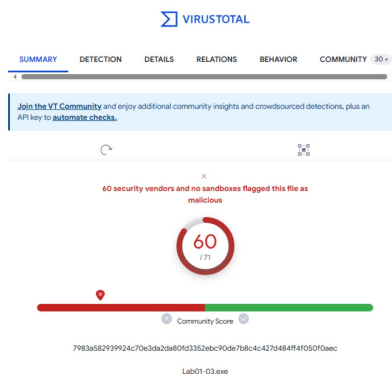 VIRUSTOTAL
SUMMARY DETECTION DETAILS RELATIONS BEHAVIOR COMMUNITY 30 +
Join the VT Community and enjoy additional community insights and crowdsourced detections, plus an
API key to automate checks.
60 security vendors and no sandboxes flagged this file as
malicious
60
/ 71
Community Score
7983a582939924c70e3da2da80fd3352ebc90de7b8c4c427d484ff4f050f0aec
Lab01-03.exe